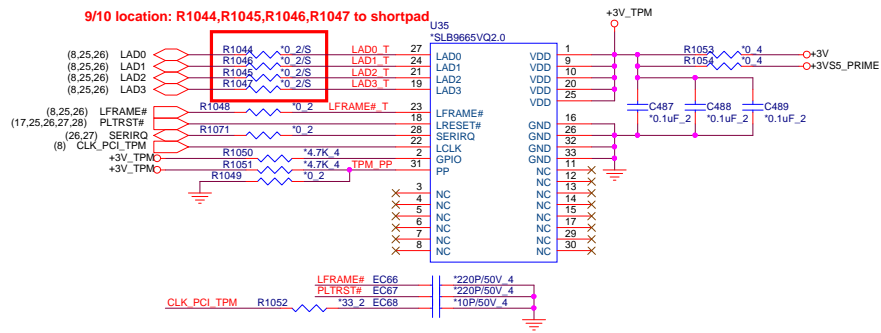 9/10 location: R1044,R1045,R1046,R1047 to shortpad
U35
*SLB9665VQ2.0
+3V_TPM
(8,25,26) LAD0 R1044 *0_2/S LAD0_T 27 LAD0 VDD 1
(8,25,26) LAD1 R1046 *0_2/S LAD1_T 24 LAD1 VDD 9
(8,25,26) LAD2 R1045 *0_2/S LAD2_T 21 LAD2 VDD 10
(8,25,26) LAD3 R1047 *0_2/S LAD3_T 19 LAD3 VDD 20
VDD 25
R1053 *0_4 +3V
R1054 *0_4 +3VS5_PRIME
C487 *0.1uF_2
C488 *0.1uF_2
C489 *0.1uF_2
(8,25,26) LFRAME# R1048 *0_2 LFRAME#_T 23 LFRAME# GND 16
(17,25,26,27,28) PLTRST# 18 LRESET# GND 26
(26,27) SERIRQ R1071 *0_2 28 SERIRQ GND 32
(8) CLK_PCI_TPM 22 LCLK GND 33
+3V_TPM R1050 *4.7K_4 2 GPIO NC 11
+3V_TPM R1051 *4.7K_4 TPM_PP 31 PP NC 12
R1049 *0_2 NC 13
3 NC NC 14
4 NC NC 15
5 NC NC 17
6 NC NC 29
7 NC NC 30
8 NC
LFRAME# EC66 *220P/50V_4
PLTRST# EC67 *220P/50V_4
CLK_PCI_TPM R1052 *33_2 EC68 *10P/50V_4